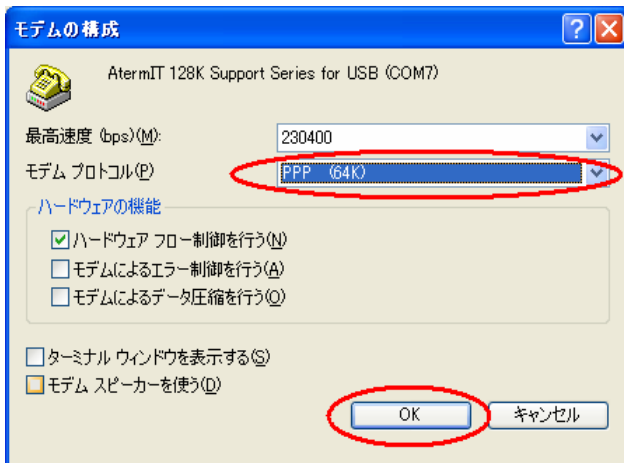 モデムの構成
AtermIT 128K Support Series for USB (COM7)
最高速度 (bps)(M): 230400
モデム プロトコル(P) PPP (64K)
ハードウェアの機能
ハードウェア フロー制御を行う(N)
モデムによるエラー制御を行う(A)
モデムによるデータ圧縮を行う(O)
ターミナル ウィンドウを表示する(S)
モデム スピーカーを使う(D)
OK キャンセル